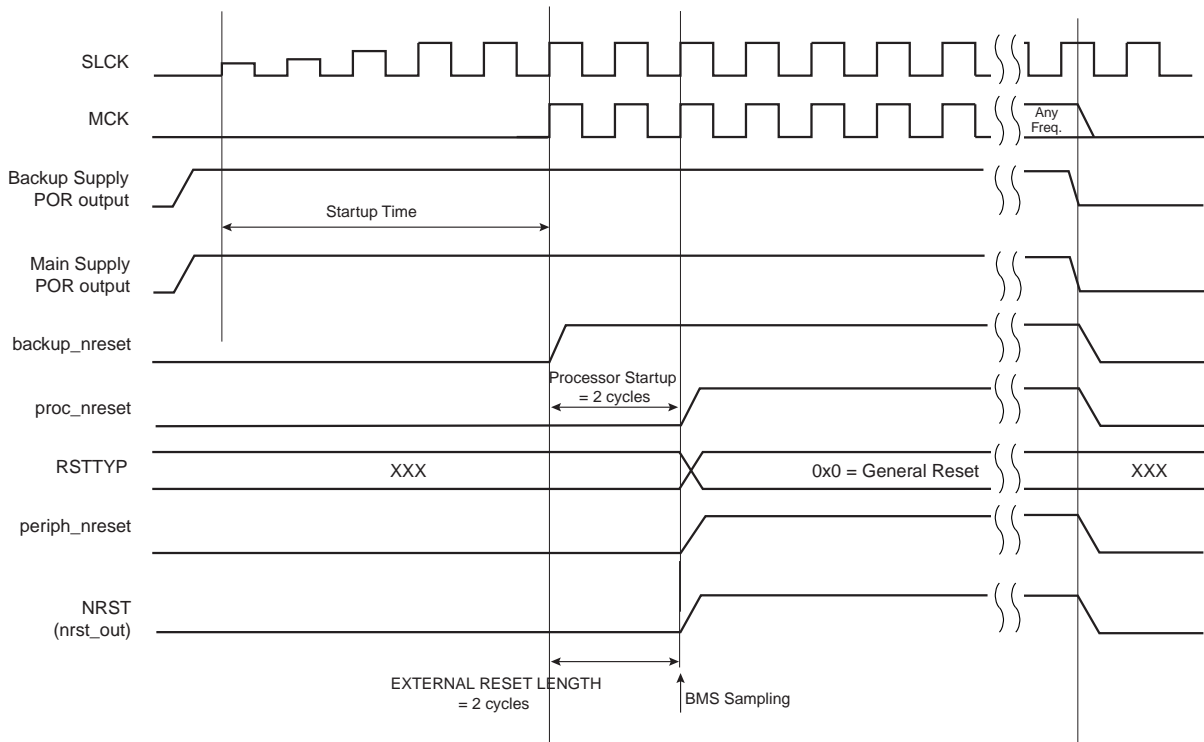 SLCK
MCK
Any
Freq.
Backup Supply
POR output
Startup Time
Main Supply
POR output
backup_nreset
Processor Startup
= 2 cycles
proc_nreset
RSTTYP
XXX
0x0 = General Reset
XXX
periph_nreset
NRST
(nrst_out)
EXTERNAL RESET LENGTH
= 2 cycles
BMS Sampling